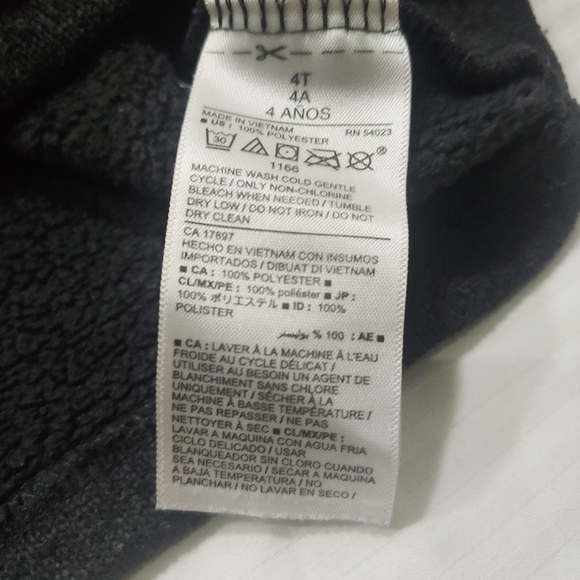 4T
4A
4 AÑOS
MADE IN VIETNAM
■ US : 100% POLYESTER RN 54023
30
1166
MACHINE WASH COLD GENTLE
CYCLE / ONLY NON-CHLORINE
BLEACH WHEN NEEDED / TUMBLE
DRY LOW / DO NOT IRON / DO NOT
DRY CLEAN
CA 17897
HECHO EN VIETNAM CON INSUMOS
IMPORTADOS / DIBUAT DI VIETNAM
■ CA : 100% POLYESTER ■
CL/MX/PE : 100% poliéster ■ JP :
100% ポリエステル ■ ID : 100%
POLISTER
■ AE : 100 % بوليستر
■ CA : LAVER À LA MACHINE À L'EAU
FROIDE AU CYCLE DÉLICAT /
UTILISER AU BESOIN UN AGENT DE
BLANCHIMENT SANS CHLORE
UNIQUEMENT / SÉCHER À LA
MACHINE À BASSE TEMPÉRATURE /
NE PAS REPASSER / NE PAS
NETTOYER À SEC ■ CL/MX/PE :
LAVAR A MAQUINA CON AGUA FRIA
CICLO DELICADO / USAR
BLANQUEADOR SIN CLORO CUANDO
SEA NECESARIO / SECAR A MAQUINA
A BAJA TEMPERATURA / NO
PLANCHAR / NO LAVAR EN SECO /